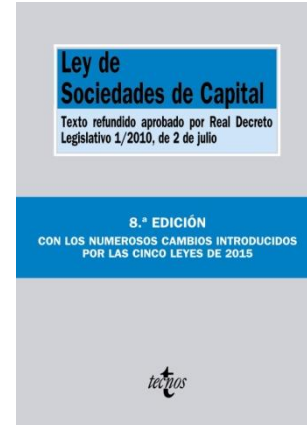 Ley de
Sociedades de Capital
Texto refundido aprobado por Real Decreto
Legislativo 1/2010, de 2 de julio
8.ª EDICIÓN
CON LOS NUMEROSOS CAMBIOS INTRODUCIDOS
POR LAS CINCO LEYES DE 2015
tecnos